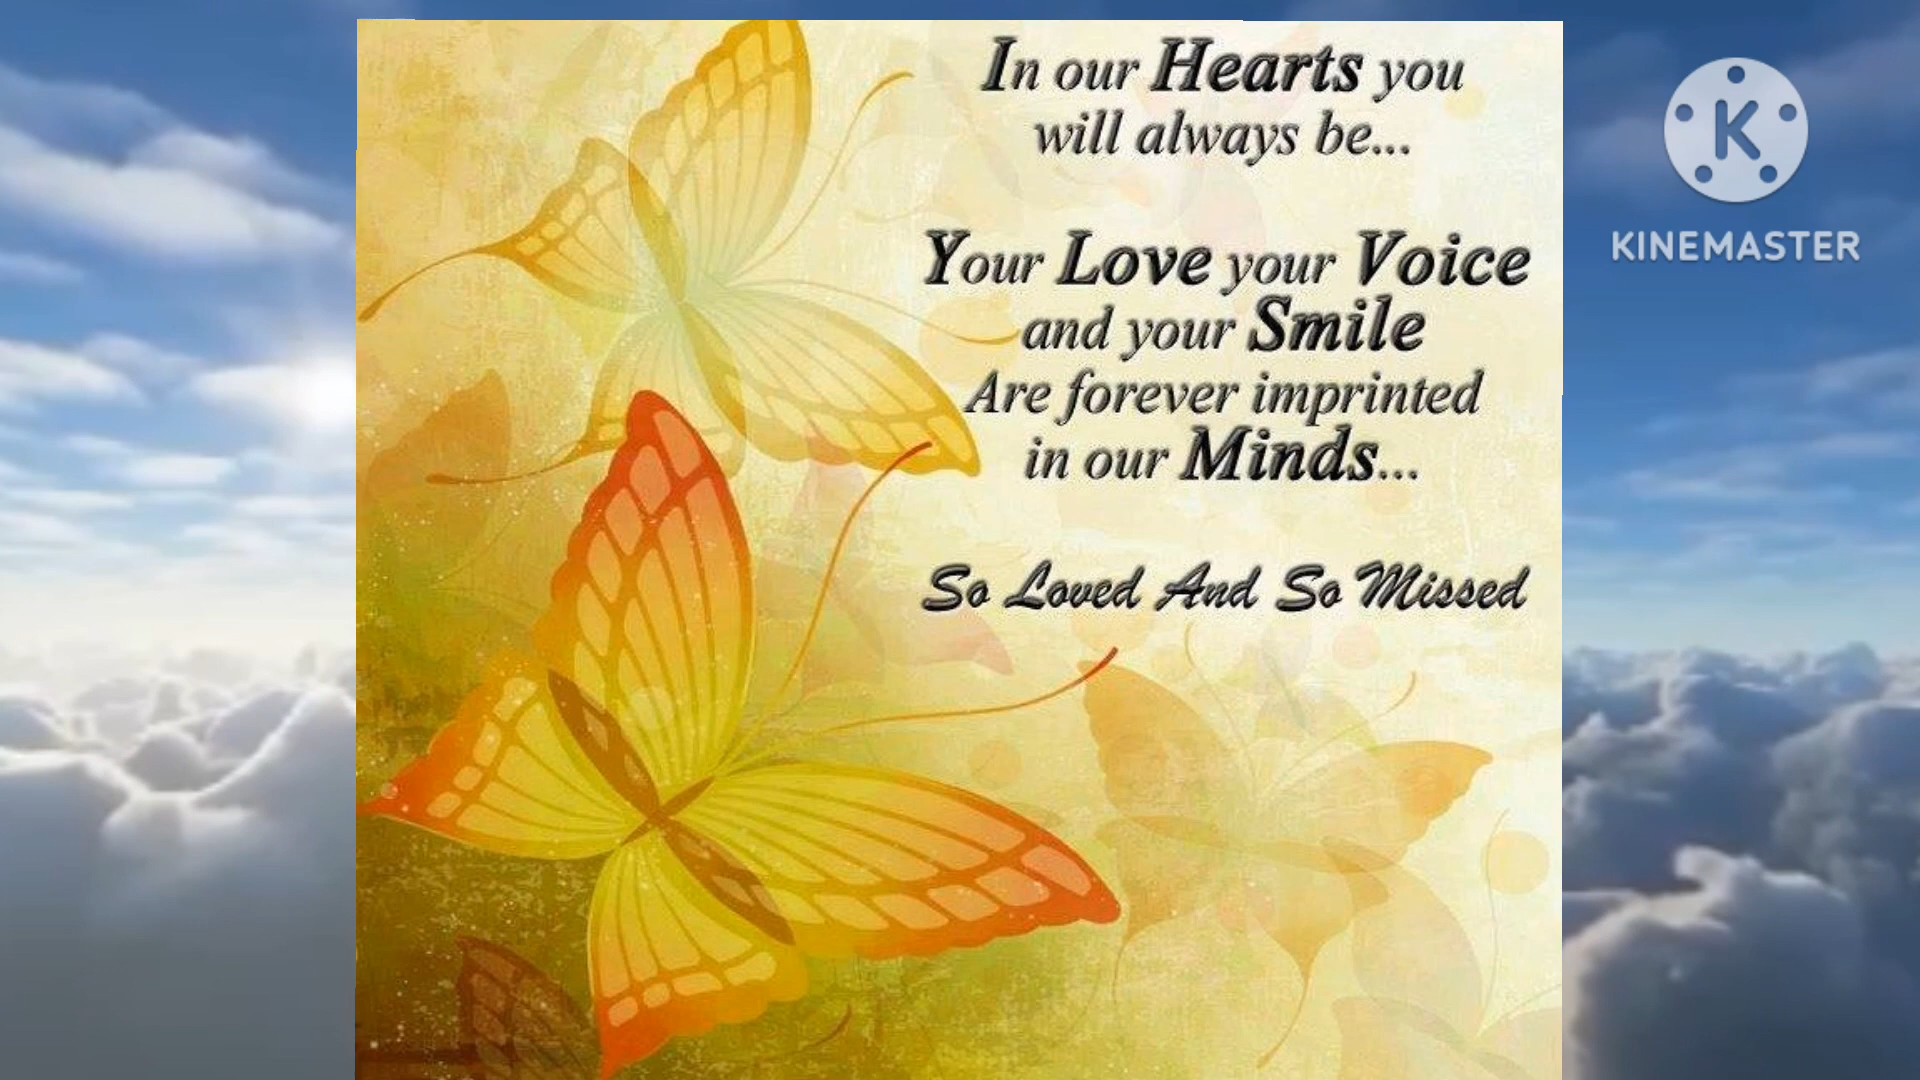 In our Hearts you
will always be...
Your Love your Voice
and your Smile
Are forever imprinted
in our Minds...
So Loved And So Missed
K
KINEMASTER